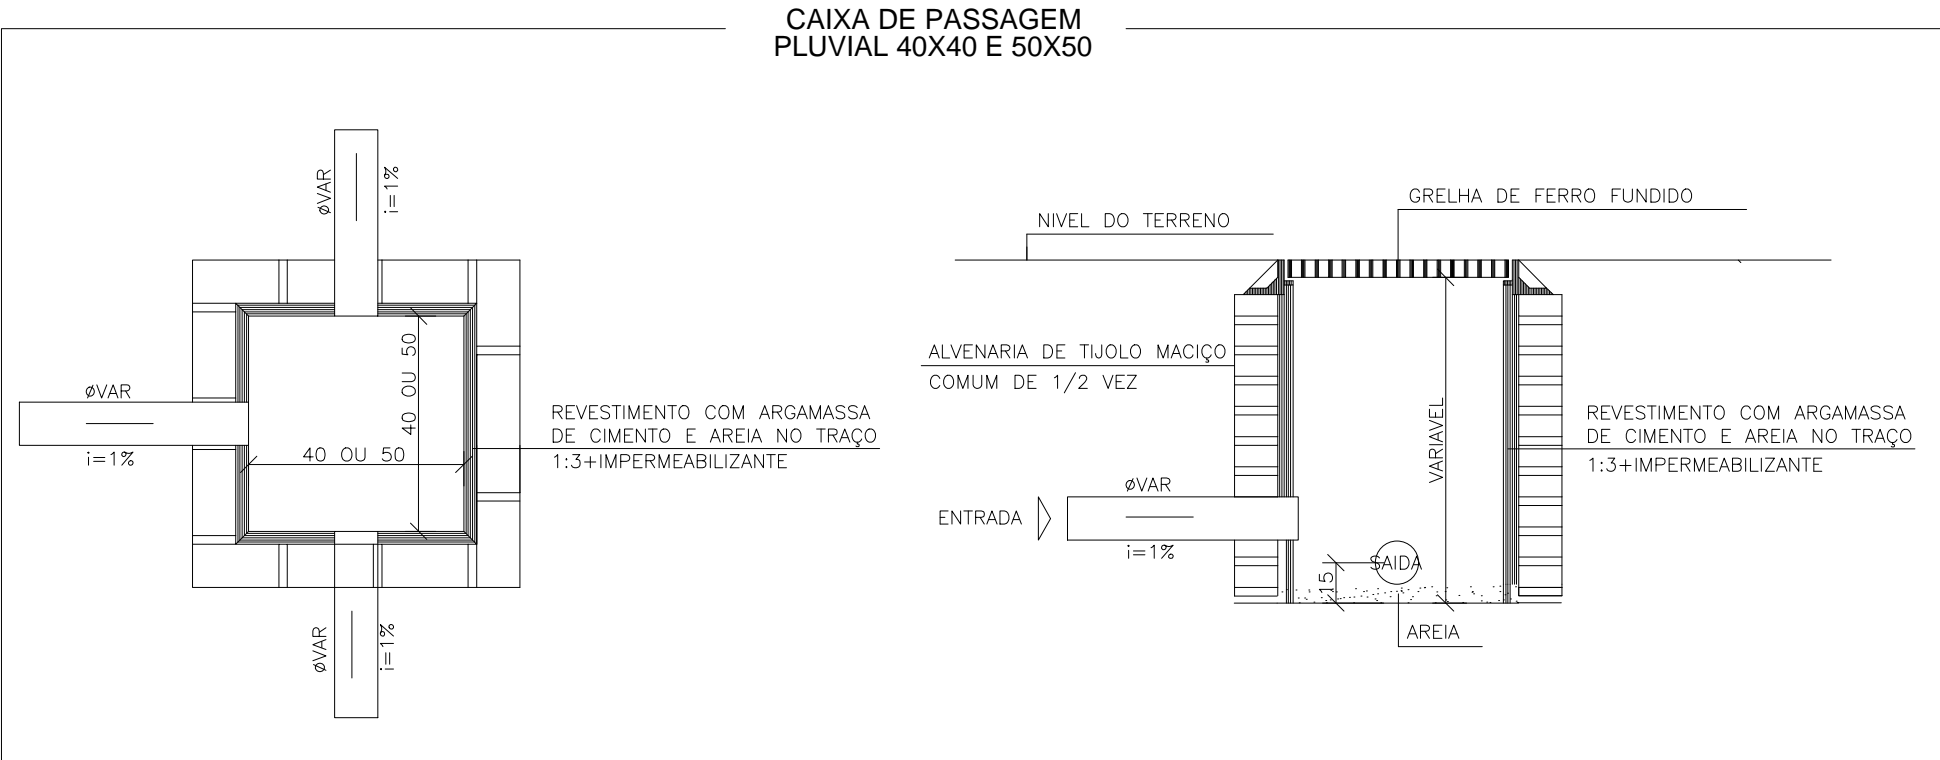 CAIXA DE PASSAGEM
PLUVIAL 40X40 E 50X50
øVAR
i=1%
øVAR
i=1%
40 OU 50
40 OU 50
REVESTIMENTO COM ARGAMASSA
DE CIMENTO E AREIA NO TRAÇO
1:3+IMPERMEABILIZANTE
øVAR
i=1%
NIVEL DO TERRENO
GRELHA DE FERRO FUNDIDO
ALVENARIA DE TIJOLO MACIÇO
COMUM DE 1/2 VEZ
VARIAVEL
REVESTIMENTO COM ARGAMASSA
DE CIMENTO E AREIA NO TRAÇO
1:3+IMPERMEABILIZANTE
ENTRADA
øVAR
i=1%
SAIDA
15
AREIA